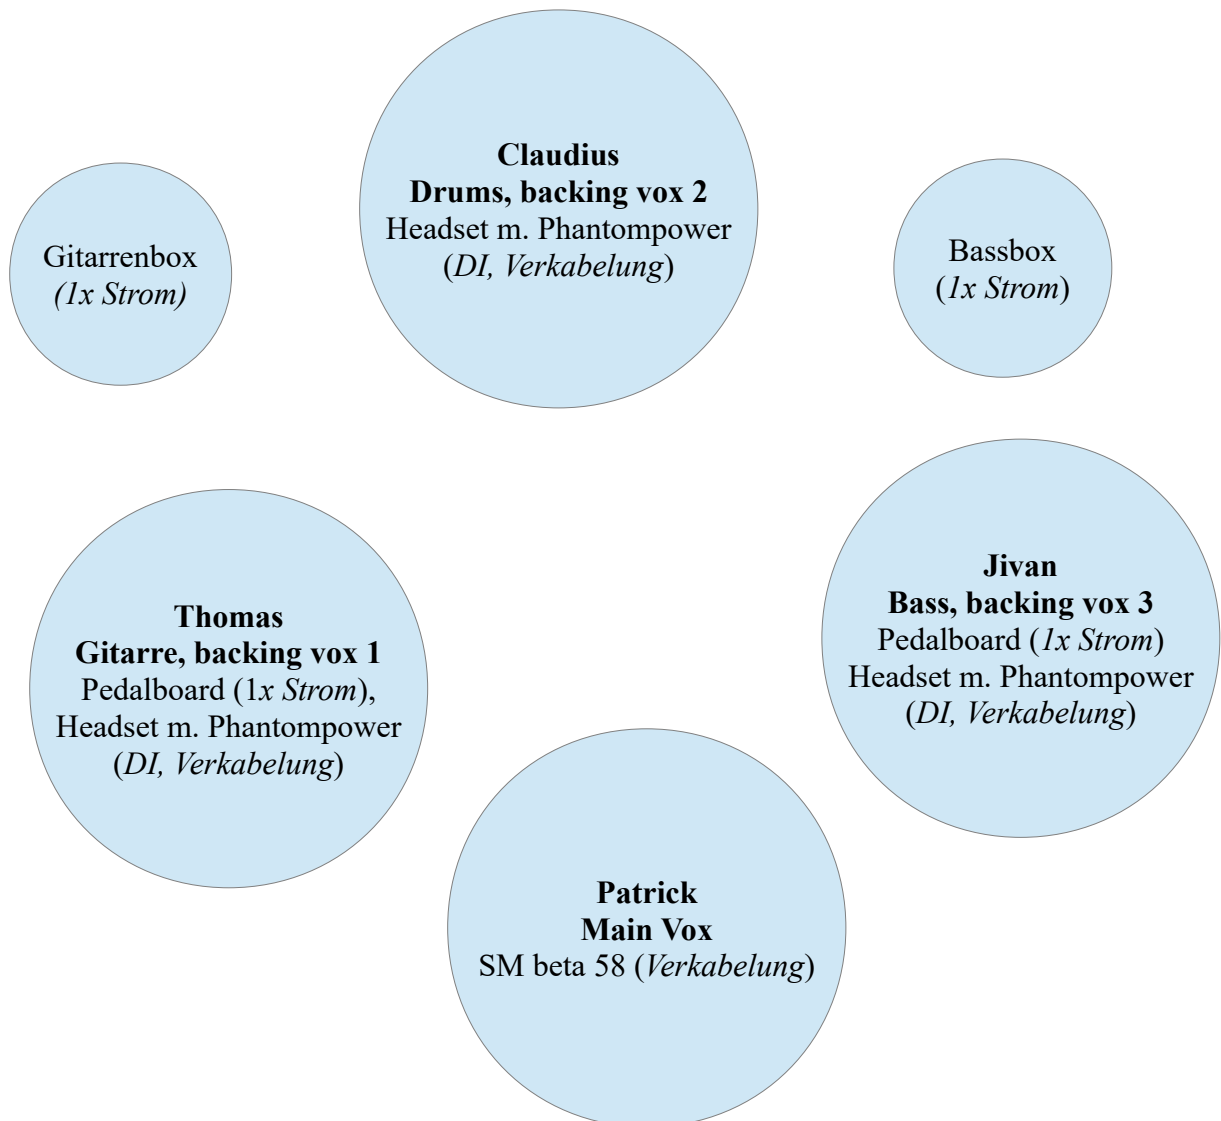 Claudius
Drums, backing vox 2
Headset m. Phantompower
(DI, Verkabelung)
Gitarrenbox
(1x Strom)
Bassbox
(1x Strom)
Thomas
Gitarre, backing vox 1
Pedalboard (1x Strom),
Headset m. Phantompower
(DI, Verkabelung)
Jivan
Bass, backing vox 3
Pedalboard (1x Strom)
Headset m. Phantompower
(DI, Verkabelung)
Patrick
Main Vox
SM beta 58 (Verkabelung)